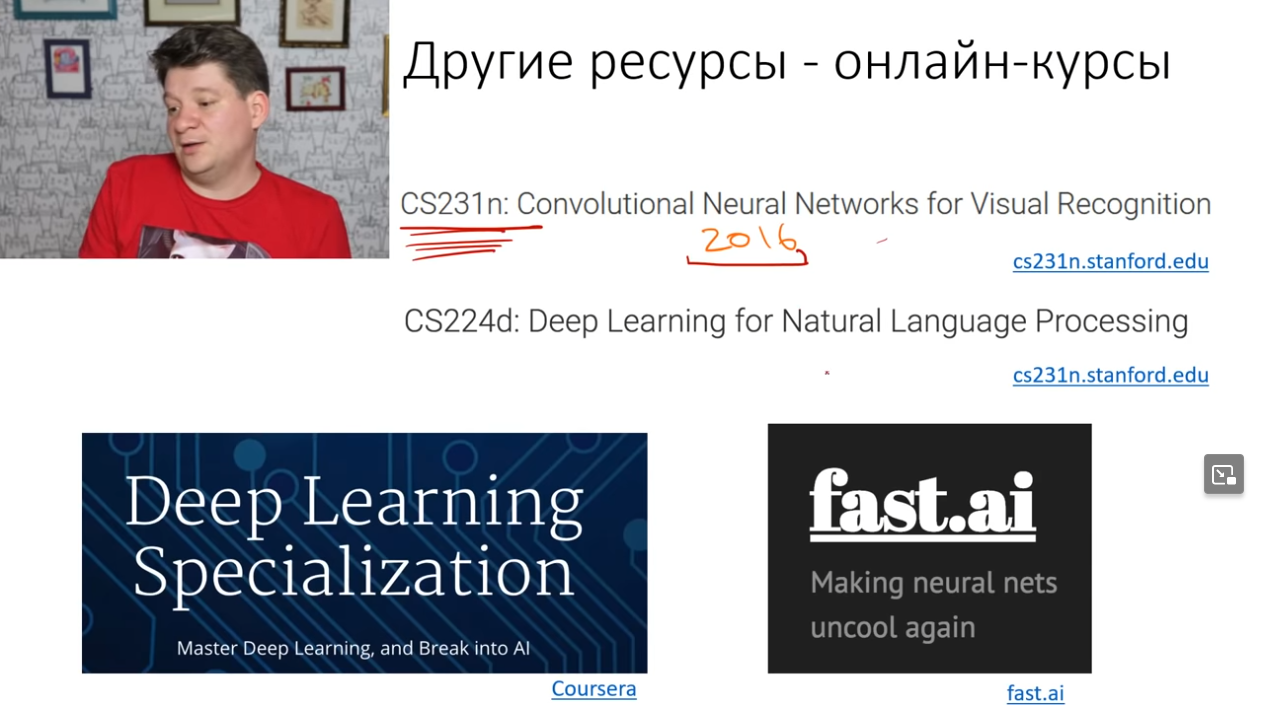 Другие ресурсы - онлайн-курсы
CS231n: Convolutional Neural Networks for Visual Recognition
2016
cs231n.stanford.edu
CS224d: Deep Learning for Natural Language Processing
cs231n.stanford.edu
Deep Learning
Specialization
Master Deep Learning, and Break into AI
Coursera
fast.ai
Making neural nets
uncool again
fast.ai